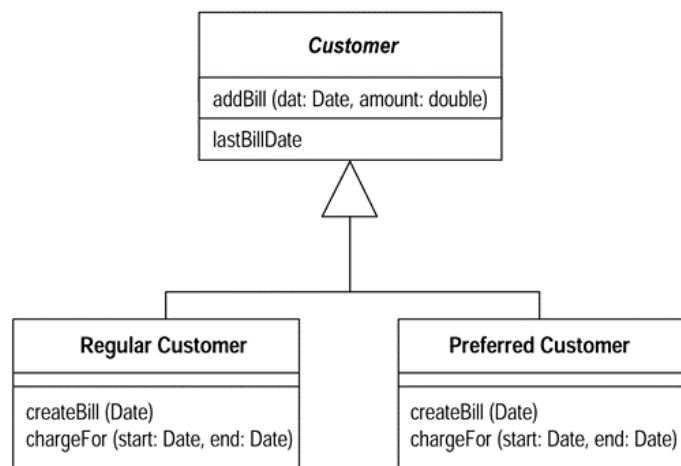 Customer
addBill (dat: Date, amount: double)
lastBillDate
Regular Customer
createBill (Date)
chargeFor (start: Date, end: Date)
Preferred Customer
createBill (Date)
chargeFor (start: Date, end: Date)